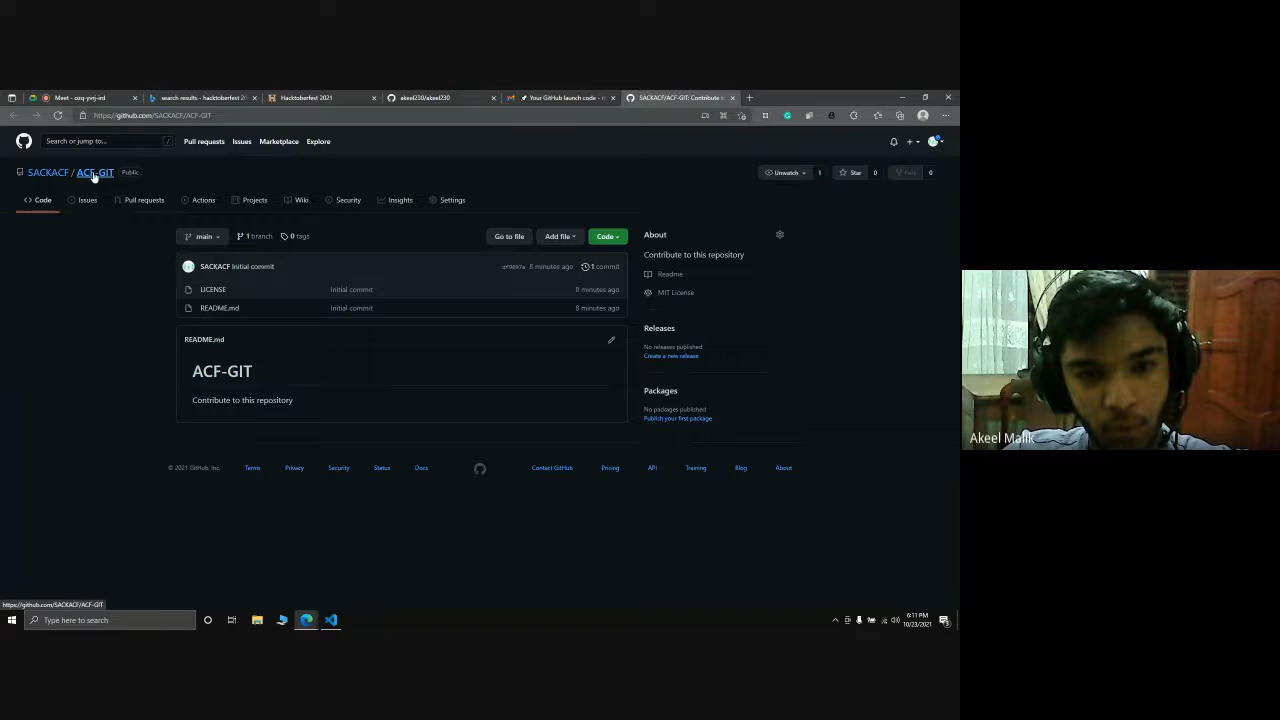 Meet - ozq-yvrj-ird
search results - hacktoberfest 20
Hacktoberfest 2021
akeel230/akeel230
Your GitHub launch code - m
SACKACF/ACF-GIT: Contribute to
https://github.com/SACKACF/ACF-GIT
Search or jump to...
/
Pull requests
Issues
Marketplace
Explore
SACKACF / ACF-GIT
Public
Unwatch
1
Star
0
Fork
0
Code
Issues
Pull requests
Actions
Projects
Wiki
Security
Insights
Settings
main
1 branch
0 tags
Go to file
Add file
Code
About
Contribute to this repository
Readme
MIT License
SACKACF Initial commit
8 minutes ago
1 commit
LICENSE
Initial commit
8 minutes ago
README.md
Initial commit
8 minutes ago
Releases
No releases published
Create a new release
README.md
ACF-GIT
Contribute to this repository
Packages
No packages published
Publish your first package
Akeel Malik
© 2021 GitHub, Inc.
Terms
Privacy
Security
Status
Docs
Contact GitHub
Pricing
API
Training
Blog
About
https://github.com/SACKACF/ACF-GIT
Type here to search
6:11 PM
10/23/2021